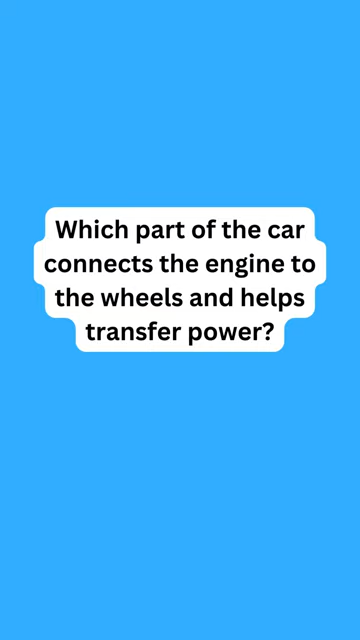 Which part of the car
connects the engine to
the wheels and helps
transfer power?